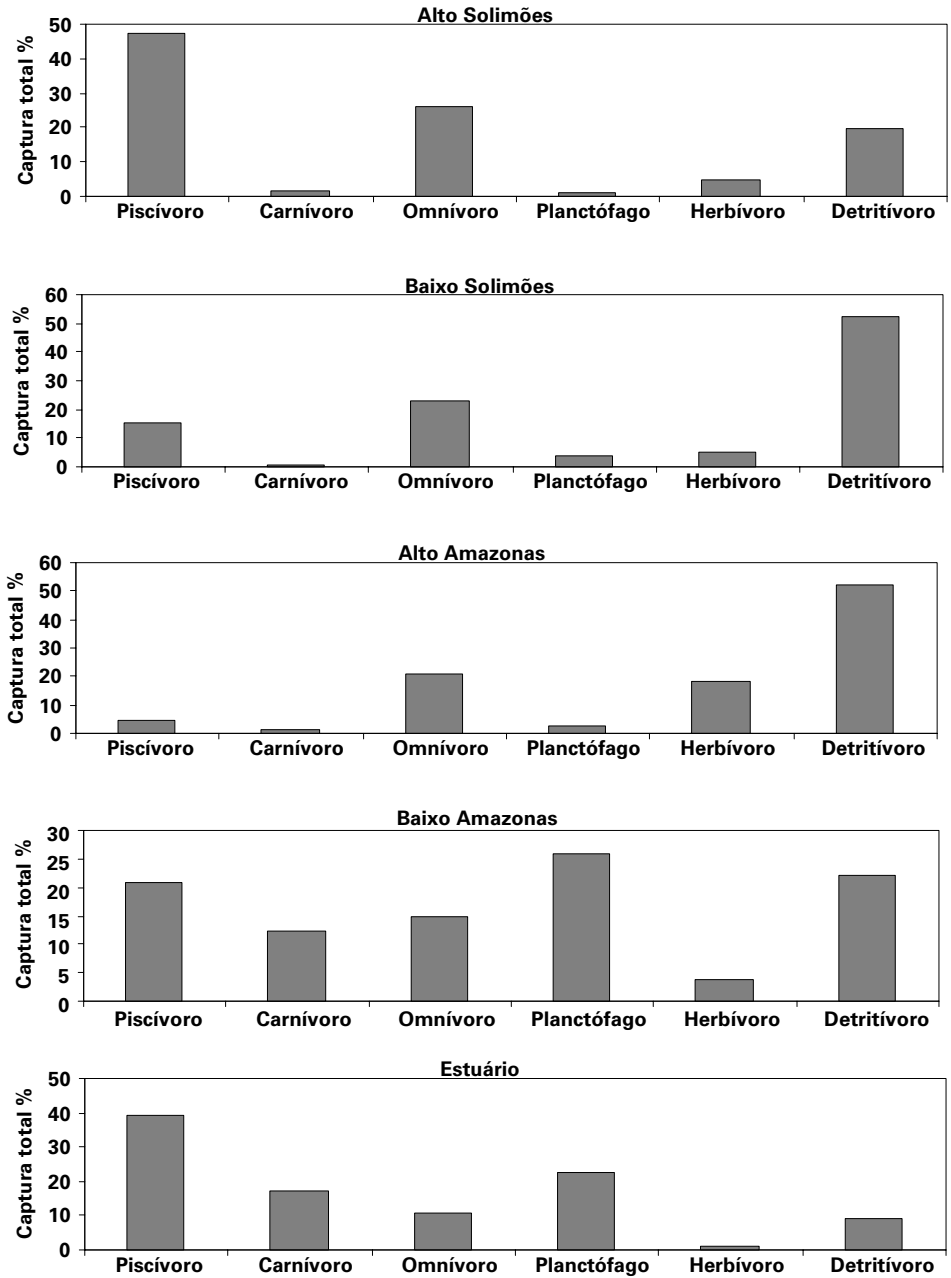 Alto Solimões
Captura total %
50
40
30
20
10
0
Piscívoro Carnívoro Omnívoro Planctófago Herbívoro Detritívoro
Baixo Solimões
Captura total %
60
50
40
30
20
10
0
Piscívoro Carnívoro Omnívoro Planctófago Herbívoro Detritívoro
Alto Amazonas
Captura total %
60
50
40
30
20
10
0
Piscívoro Carnívoro Omnívoro Planctófago Herbívoro Detritívoro
Baixo Amazonas
Captura total %
30
25
20
15
10
5
0
Piscívoro Carnívoro Omnívoro Planctófago Herbívoro Detritívoro
Estuário
Captura total %
50
40
30
20
10
0
Piscívoro Carnívoro Omnívoro Planctófago Herbívoro Detritívoro